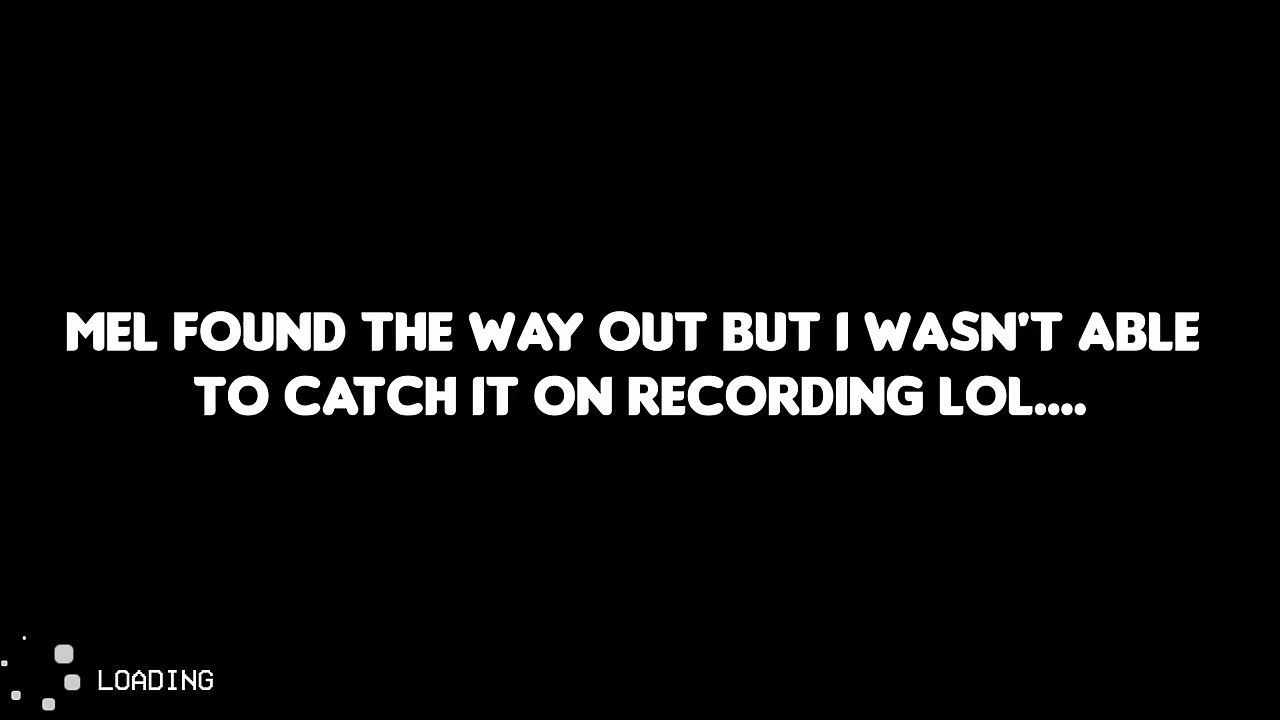 MEL FOUND THE WAY OUT BUT I WASN'T ABLE
TO CATCH IT ON RECORDING LOL....
LOADING